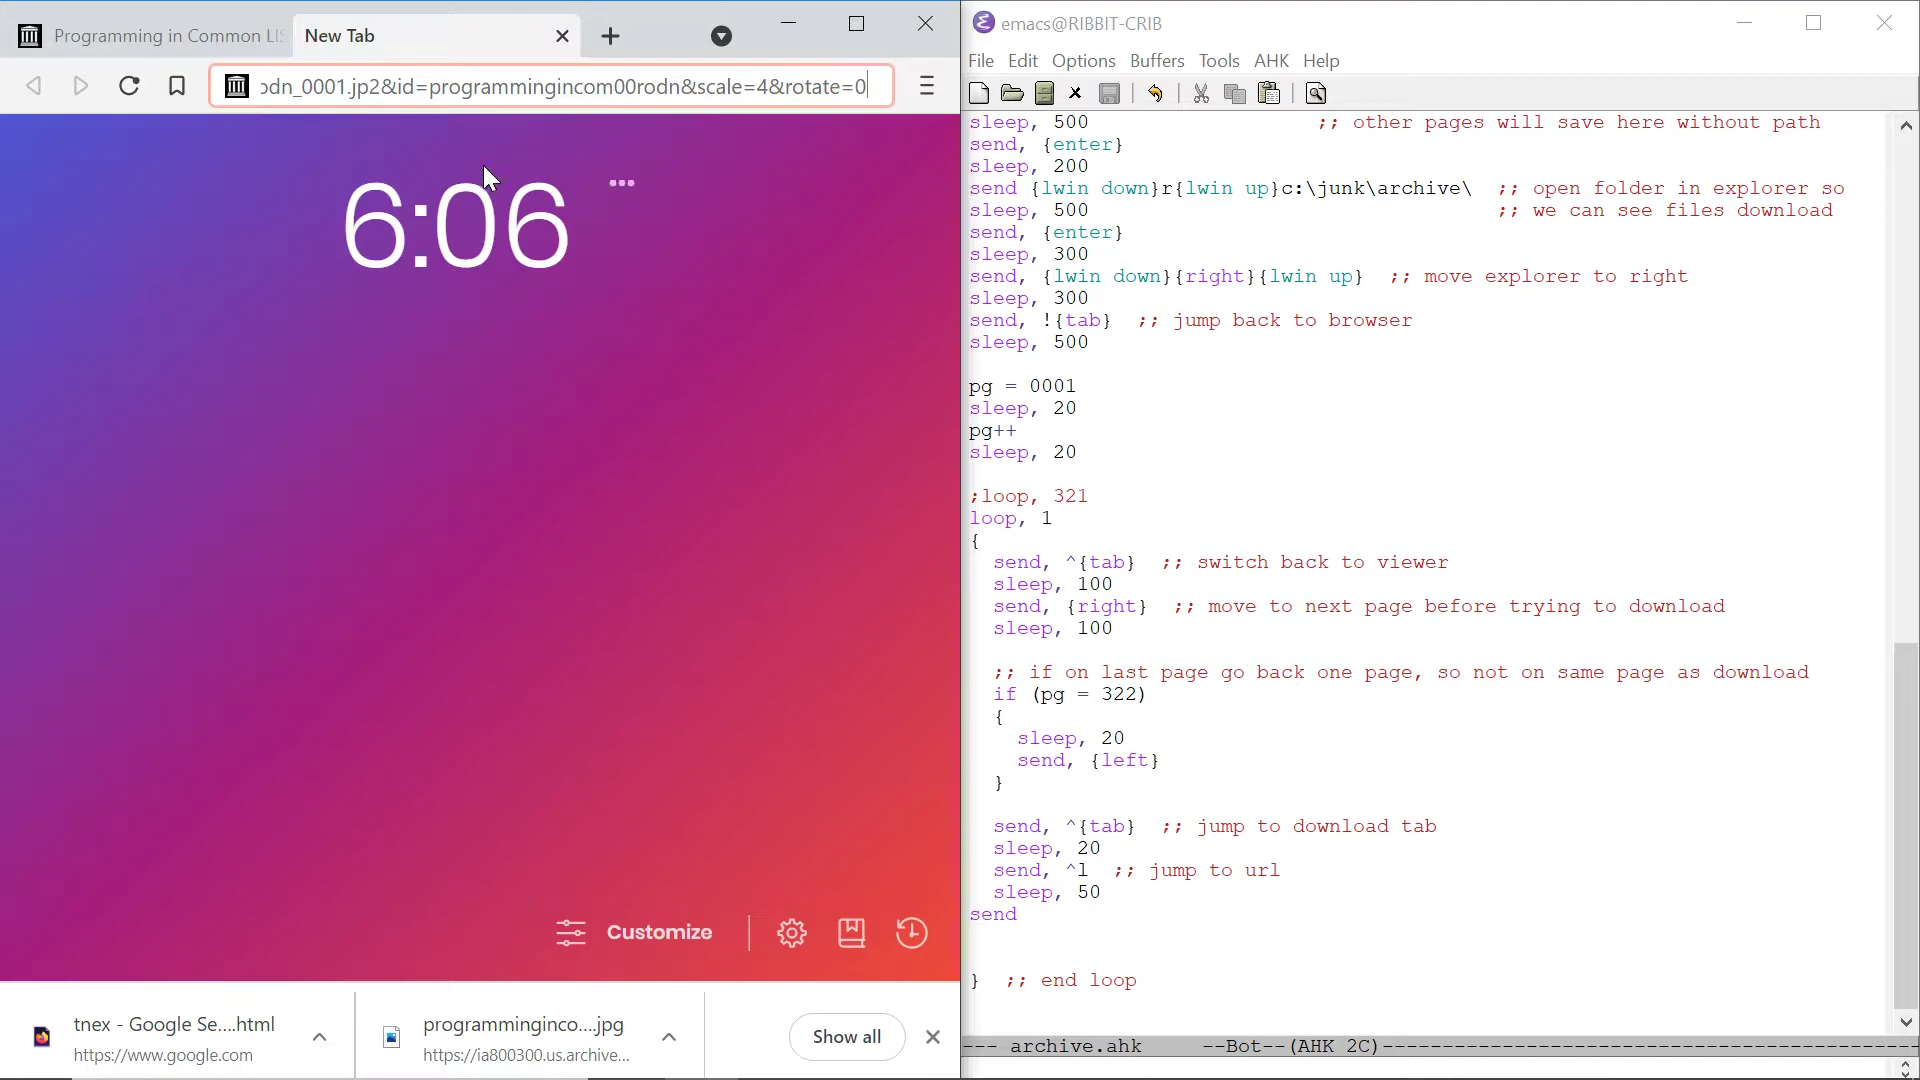 Programming in Common LIS
New Tab
odn_0001.jp2&id=programmingincom00rodn&scale=4&rotate=0
6:06
Customize
tnex - Google Se....html
https://www.google.com
programminginco....jpg
https://ia800300.us.archive...
Show all
emacs@RIBBIT-CRIB
File Edit Options Buffers Tools AHK Help
sleep, 500 ;; other pages will save here without path
send, {enter}
sleep, 200
send {lwin down}r{lwin up}c:\junk\archive\ ;; open folder in explorer so
sleep, 500 ;; we can see files download
send, {enter}
sleep, 300
send, {lwin down}{right}{lwin up} ;; move explorer to right
sleep, 300
send, !{tab} ;; jump back to browser
sleep, 500
pg = 0001
sleep, 20
pg++
sleep, 20
;loop, 321
loop, 1
{
send, ^{tab} ;; switch back to viewer
sleep, 100
send, {right} ;; move to next page before trying to download
sleep, 100
;; if on last page go back one page, so not on same page as download
if (pg = 322)
{
sleep, 20
send, {left}
}
send, ^{tab} ;; jump to download tab
sleep, 20
send, ^l ;; jump to url
sleep, 50
send
} ;; end loop
--- archive.ahk --Bot--(AHK 2C)---------------------------------------------